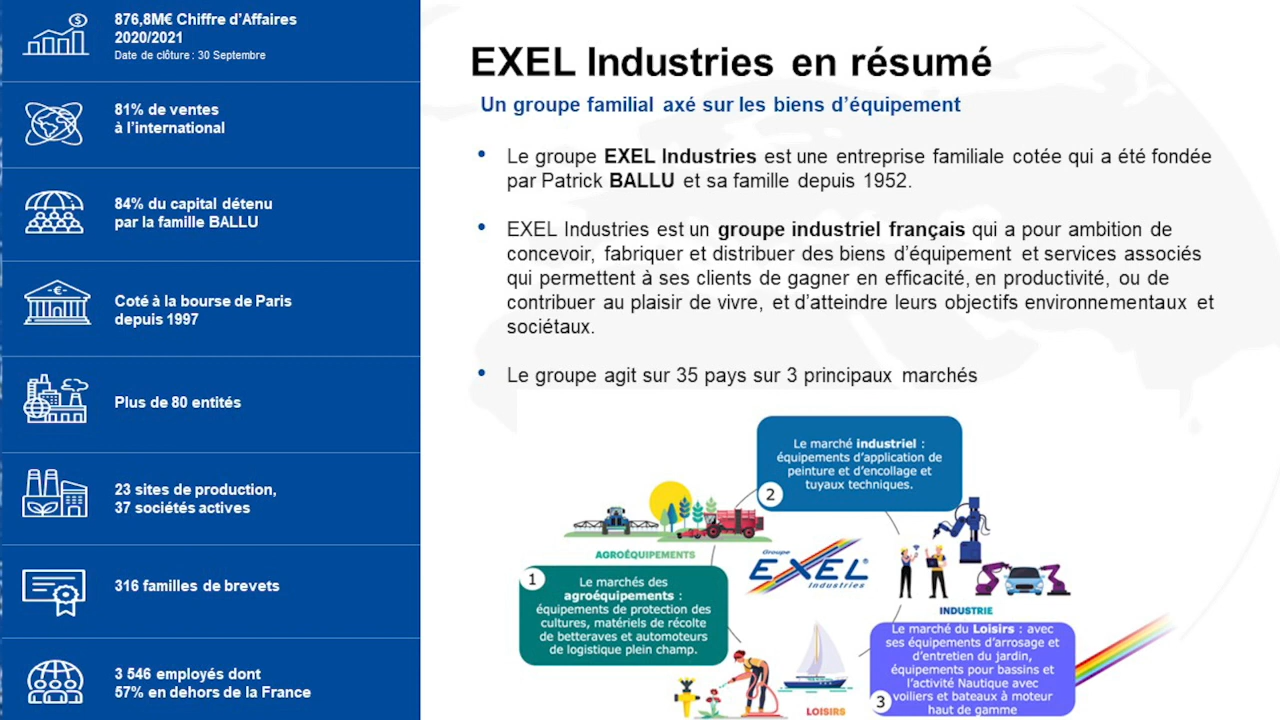 876,8M€ Chiffre d'Affaires
2020/2021
Date de clôture : 30 Septembre
81% de ventes
à l'international
84% du capital détenu
par la famille BALLU
Coté à la bourse de Paris
depuis 1997
Plus de 80 entités
23 sites de production,
37 sociétés actives
316 familles de brevets
3 546 employés dont
57% en dehors de la France
EXEL Industries en résumé
Un groupe familial axé sur les biens d'équipement
• Le groupe EXEL Industries est une entreprise familiale cotée qui a été fondée
par Patrick BALLU et sa famille depuis 1952.
• EXEL Industries est un groupe industriel français qui a pour ambition de
concevoir, fabriquer et distribuer des biens d'équipement et services associés
qui permettent à ses clients de gagner en efficacité, en productivité, ou de
contribuer au plaisir de vivre, et d'atteindre leurs objectifs environnementaux et
sociétaux.
• Le groupe agit sur 35 pays sur 3 principaux marchés
Le marché industriel :
équipements d'application de
peinture et d'encollage et
tuyaux techniques.
2
AGROÉQUIPEMENTS
1
Le marchés des
agroéquipements :
équipements de protection des
cultures, matériels de récolte
de betteraves et automoteurs
de logistique plein champ.
Groupe
EXEL®
Industries
INDUSTRIE
Le marché du Loisirs : avec
ses équipements d'arrosage et
d'entretien du jardin,
équipements pour bassins et
l'activité Nautique avec
voiliers et bateaux à moteur
haut de gamme
3
LOISIRS